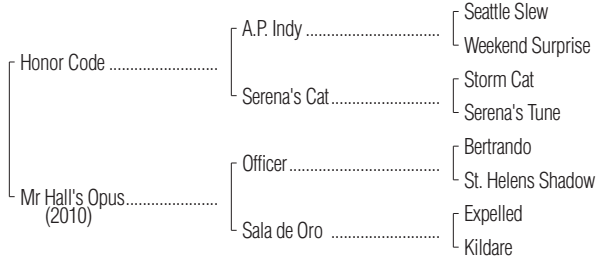 Seattle Slew
A.P. Indy
Weekend Surprise
Honor Code
Storm Cat
Serena's Cat
Serena's Tune
Bertrando
Officer
St. Helens Shadow
Mr Hall's Opus
(2010)
Expelled
Sala de Oro
Kildare